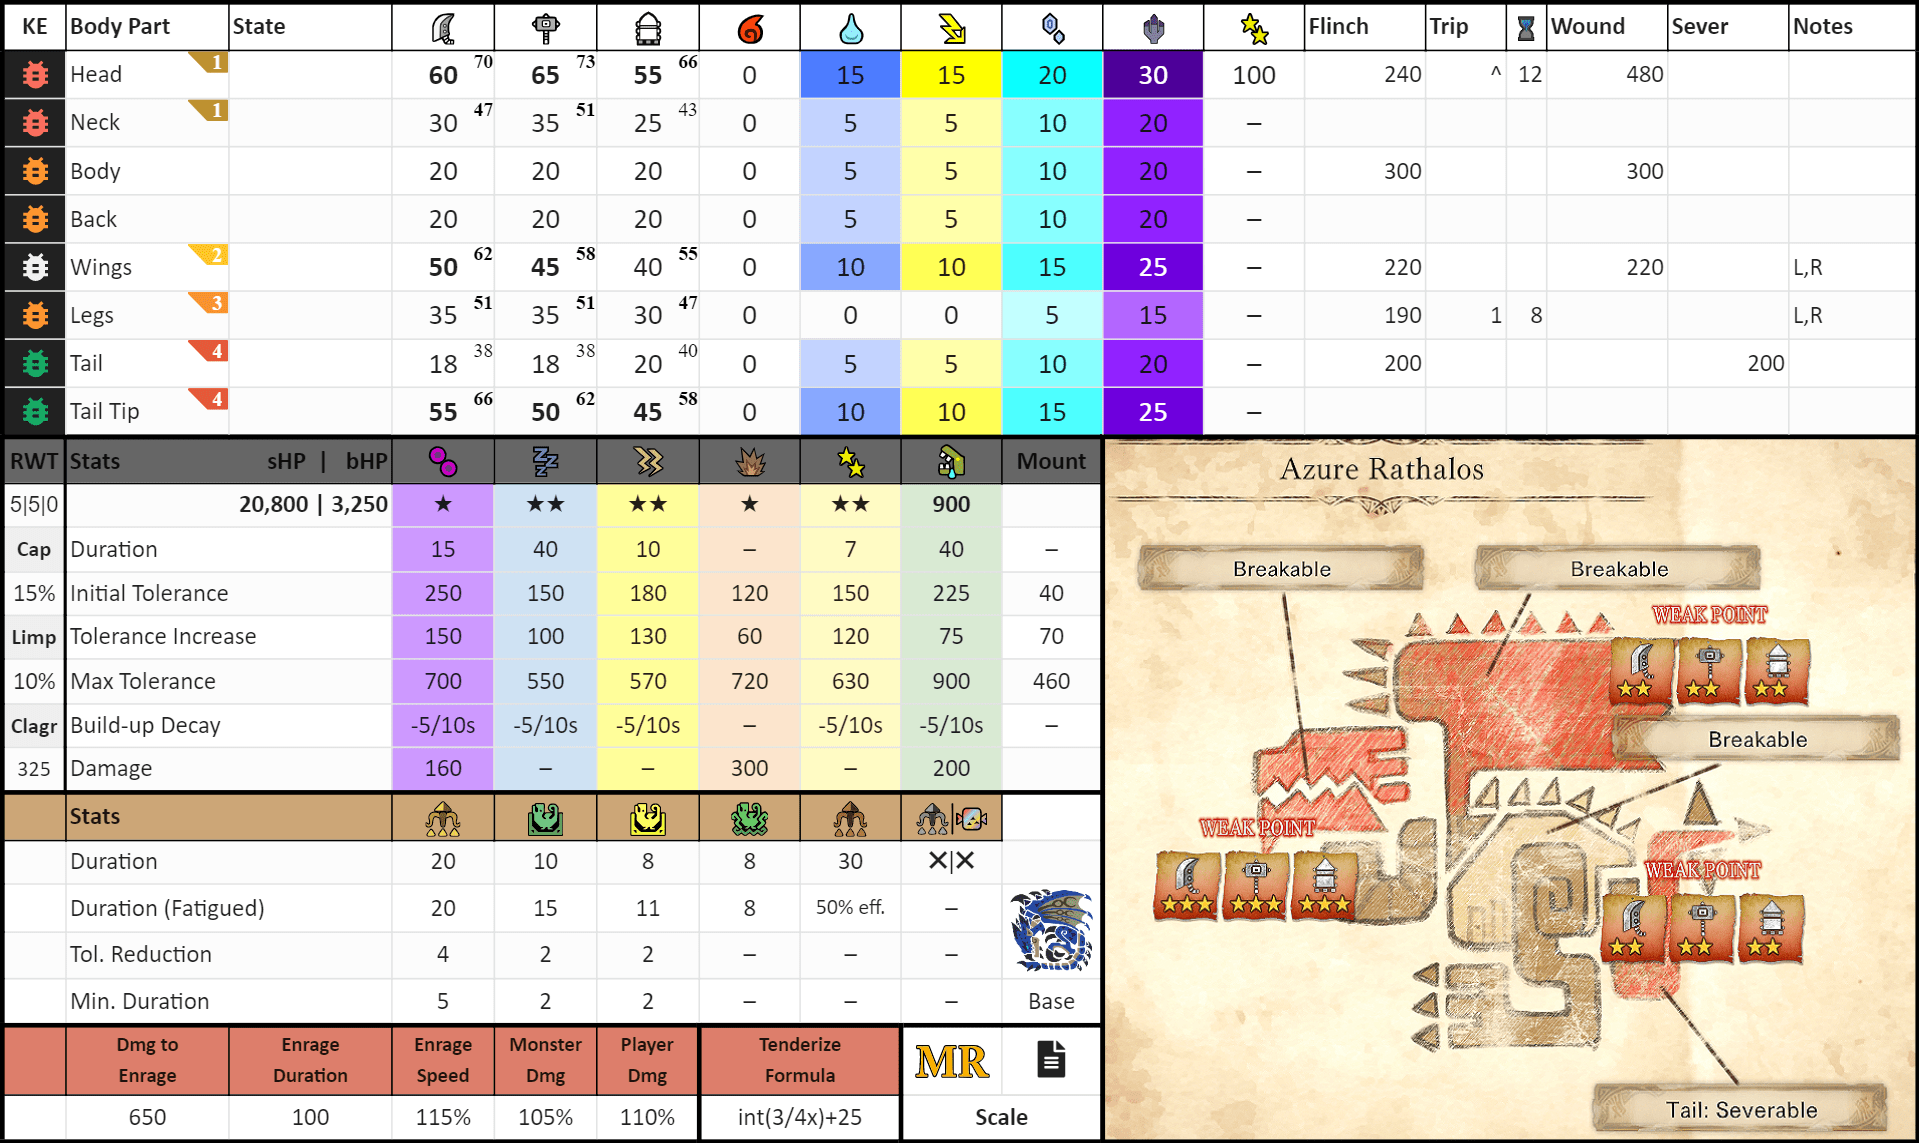 KE Body Part State Flinch Trip Wound Sever Notes
Head 1 60 70 65 73 55 66 0 15 15 20 30 100 240 ^ 12 480
Neck 1 30 47 35 51 25 43 0 5 5 10 20 –
Body 20 20 20 0 5 5 10 20 – 300 300
Back 20 20 20 0 5 5 10 20 –
Wings 2 50 62 45 58 40 55 0 10 10 15 25 – 220 220 L,R
Legs 3 35 51 35 51 30 47 0 0 0 5 15 – 190 1 8 L,R
Tail 4 18 38 18 38 20 40 0 5 5 10 20 – 200 200
Tail Tip 4 55 66 50 62 45 58 0 10 10 15 25 –
RWT Stats sHP | bHP Mount
5|5|0 20,800 | 3,250 ★ ★★ ★★ ★ ★★ 900
Cap Duration 15 40 10 – 7 40 –
15% Initial Tolerance 250 150 180 120 150 225 40
Limp Tolerance Increase 150 100 130 60 120 75 70
10% Max Tolerance 700 550 570 720 630 900 460
Clagr Build-up Decay -5/10s -5/10s -5/10s – -5/10s -5/10s –
325 Damage 160 – – 300 – 200
Stats
Duration 20 10 8 8 30 ✕|✕
Duration (Fatigued) 20 15 11 8 50% eff. –
Tol. Reduction 4 2 2 – – –
Min. Duration 5 2 2 – – – Base
Dmg to Enrage Enrage Duration Enrage Speed Monster Dmg Player Dmg Tenderize Formula MR
650 100 115% 105% 110% int(3/4x)+25 Scale
Azure Rathalos
Breakable
Breakable
WEAK POINT
Breakable
WEAK POINT
WEAK POINT
Tail: Severable